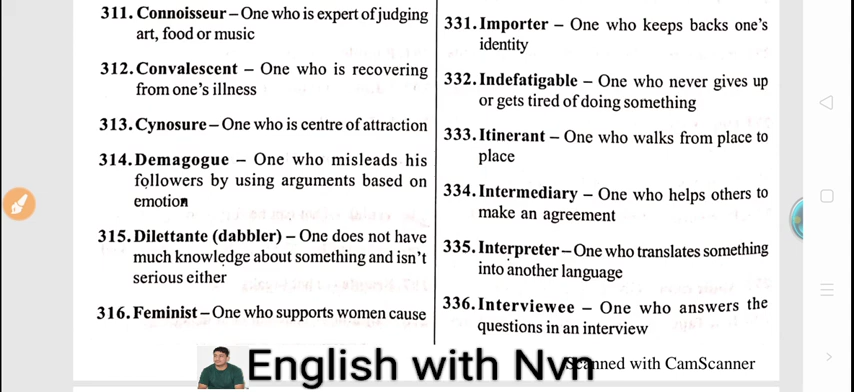 311. Connoisseur – One who is expert of judging
art, food or music
312. Convalescent – One who is recovering
from one's illness
313. Cynosure – One who is centre of attraction
314. Demagogue – One who misleads his
followers by using arguments based on
emotion
315. Dilettante (dabbler) – One does not have
much knowledge about something and isn't
serious either
316. Feminist – One who supports women cause
331. Importer – One who keeps backs one's
identity
332. Indefatigable – One who never gives up
or gets tired of doing something
333. Itinerant – One who walks from place to
place
334. Intermediary – One who helps others to
make an agreement
335. Interpreter – One who translates something
into another language
336. Interviewee – One who answers the
questions in an interview
English with Nvn
Scanned with CamScanner